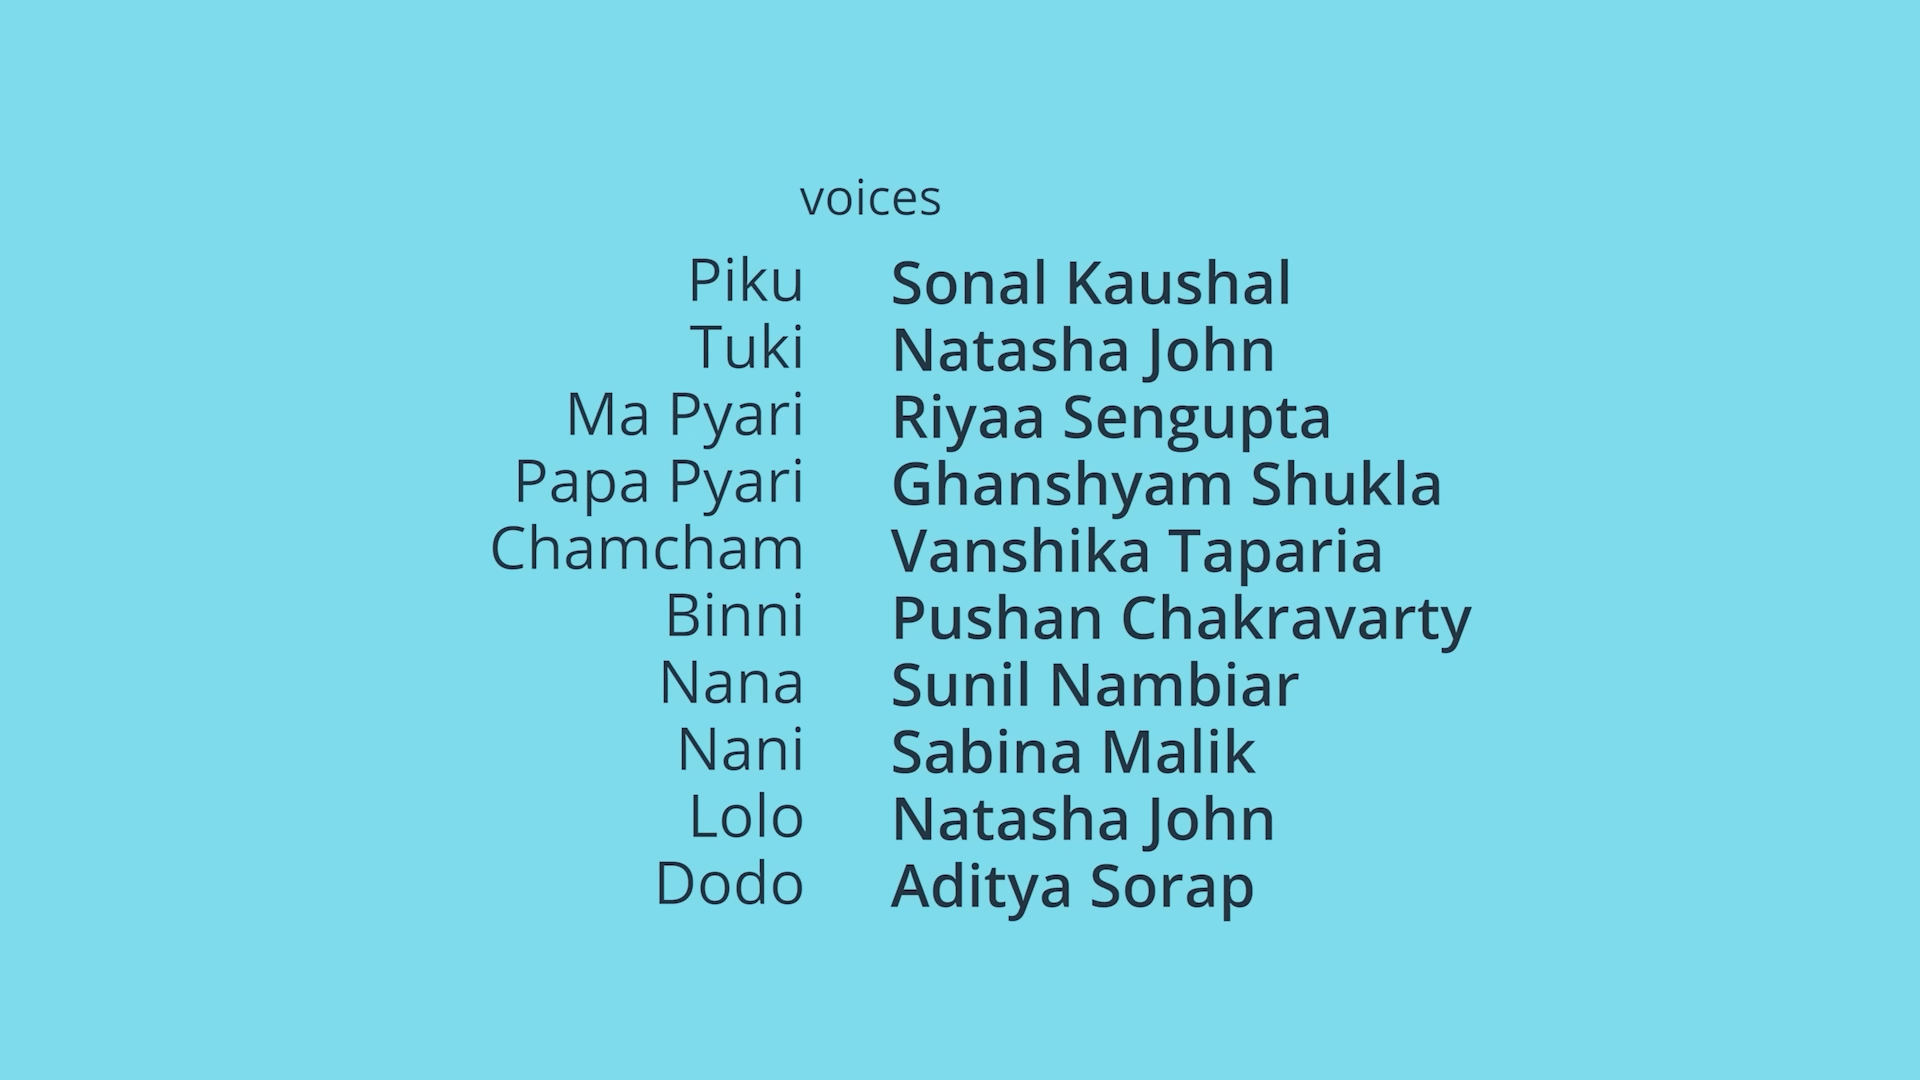 voices
Piku Sonal Kaushal
Tuki Natasha John
Ma Pyari Riyaa Sengupta
Papa Pyari Ghanshyam Shukla
Chamcham Vanshika Taparia
Binni Pushan Chakravarty
Nana Sunil Nambiar
Nani Sabina Malik
Lolo Natasha John
Dodo Aditya Sorap